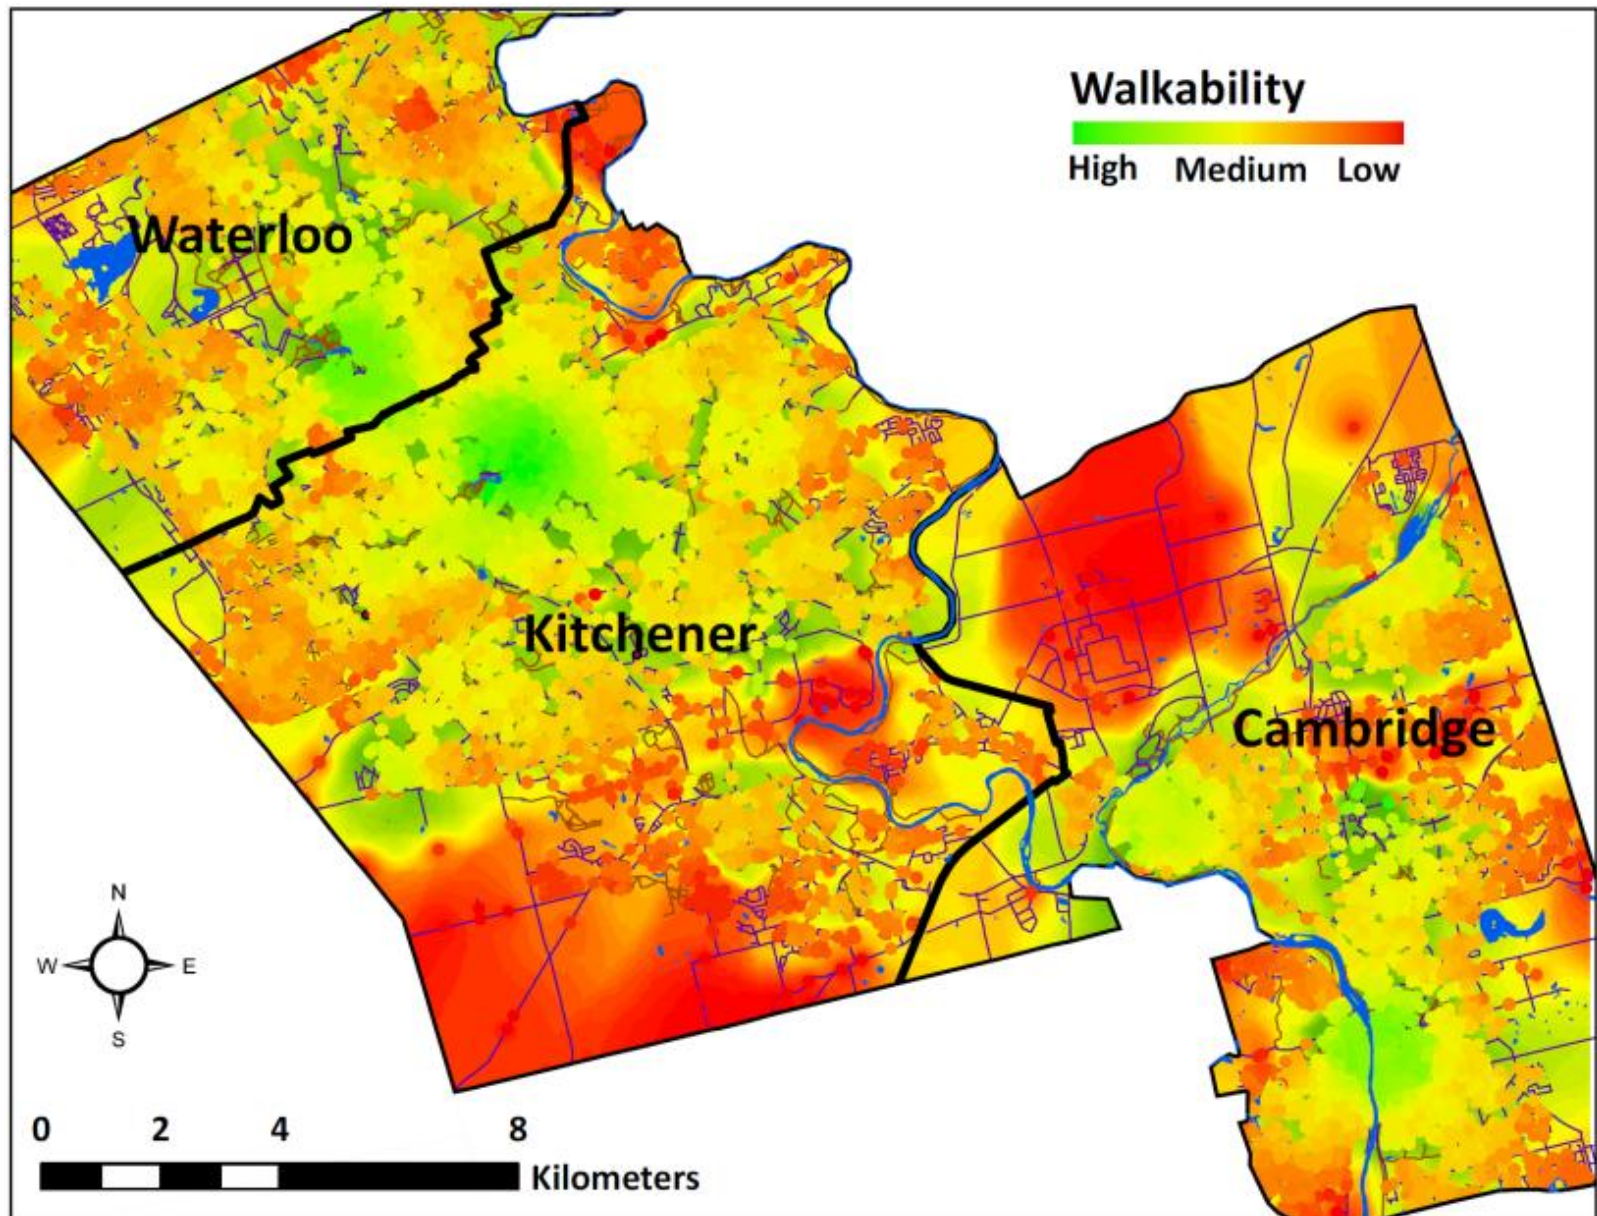 Walkability
High Medium Low
Waterloo
Kitchener
Cambridge
N
W E
S
0 2 4 8
Kilometers